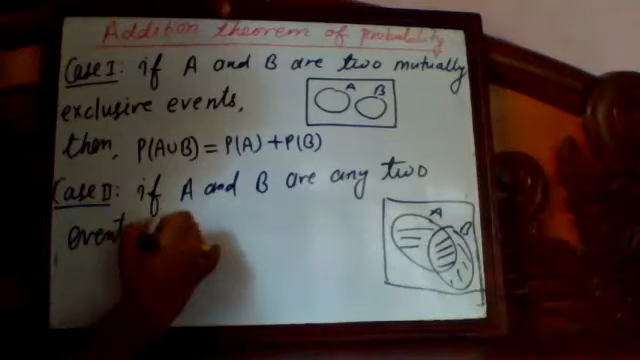 Addition theorem of probability
Case I: if A and B are two mutually
exclusive events,
A B
then, P(A∪B) = P(A) + P(B)
Case II: if A and B are any two
event
A B